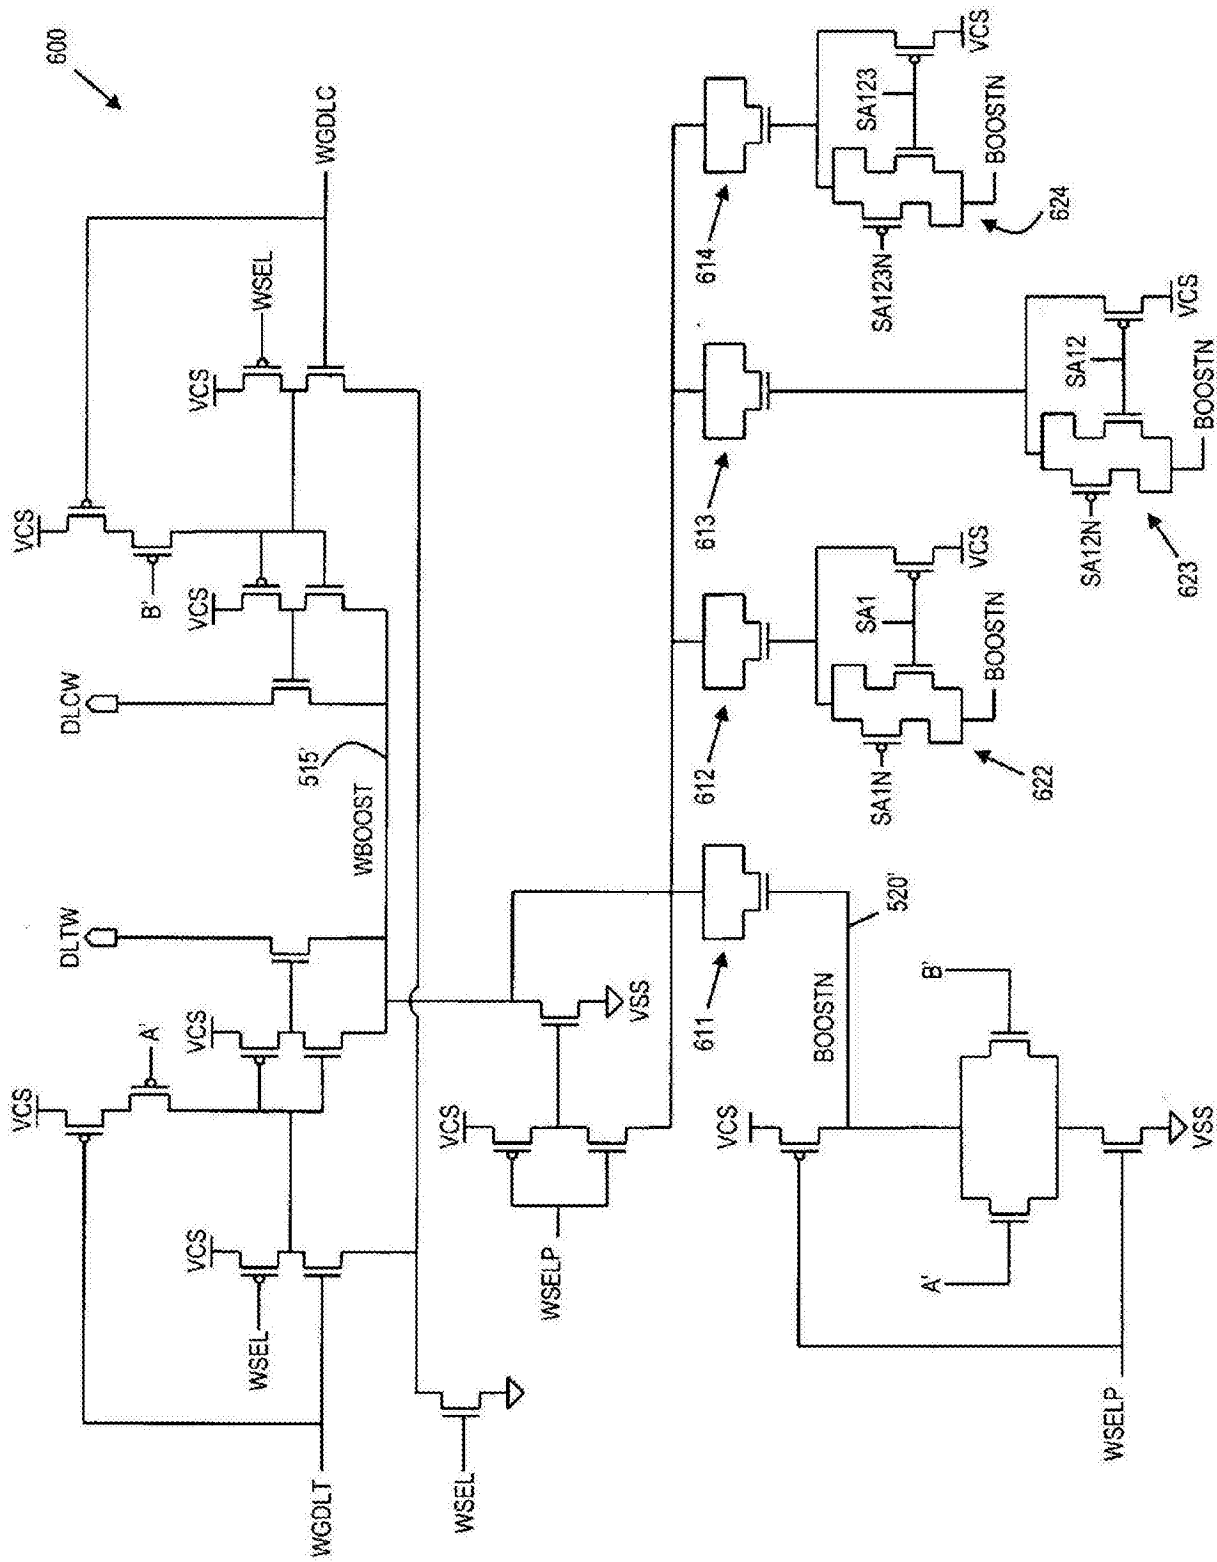 600
WGDLC
VCS
VCS
WSEL
B'
VCS
DLCW
515'
WBOOST
DLTW
VCS
A'
VCS
VCS
WSEL
WGDLT
WSEL
VSS
VCS
WSELP
614
SA123
VCS
SA123N
BOOSTN
624
613
SA12
VCS
SA12N
BOOSTN
623
612
SA1
VCS
SA1N
BOOSTN
622
611
520'
BOOSTN
VCS
B'
A'
VSS
WSELP